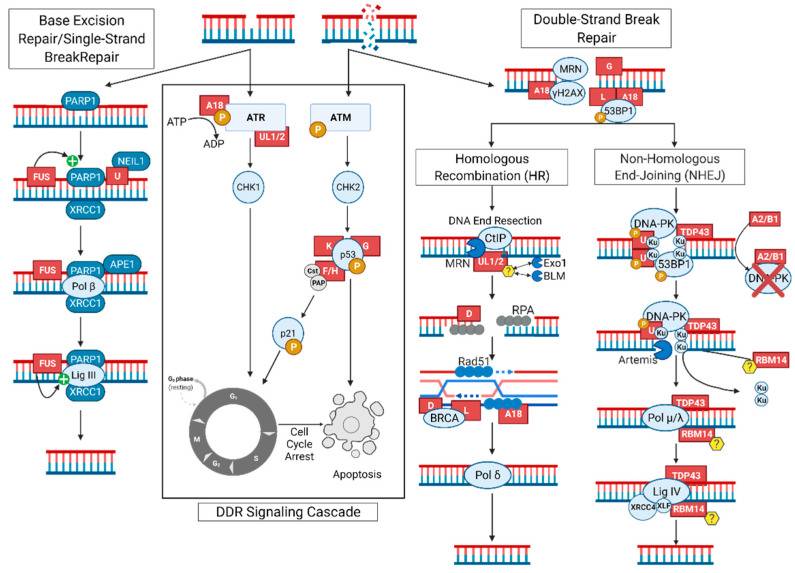 Base Excision
Repair/Single-Strand
BreakRepair
PARP1
FUS
PARP1
U
NEIL1
XRCC1
FUS
PARP1
APE1
Pol β
XRCC1
FUS
PARP1
Lig III
XRCC1
A18
P
ATR
UL1/2
ATP
ADP
CHK1
ATM
P
CHK2
K
G
p53
F/H
P
Cst
PAP
p21
P
G₀ phase
(resting)
G₁
M
S
G₂
Cell
Cycle
Arrest
Apoptosis
DDR Signaling Cascade
Double-Strand Break
Repair
MRN
A18
γH2AX
G
L
A18
53BP1
P
Homologous
Recombination (HR)
DNA End Resection
CtIP
MRN
UL1/2
?
Exo1
BLM
D
RPA
Rad51
D
L
A18
BRCA
Pol δ
Non-Homologous
End-Joining (NHEJ)
DNA-PK
TDP43
P
U
Ku
Ku
Ku
Ku
P
53BP1
P
A2/B1
A2/B1
DNA-PK
DNA-PK
P
U
TDP43
Ku
Ku
Ku
Artemis
RBM14
?
Ku
Ku
TDP43
Pol μ/λ
RBM14
?
TDP43
Lig IV
XRCC4
XLF
RBM14
?